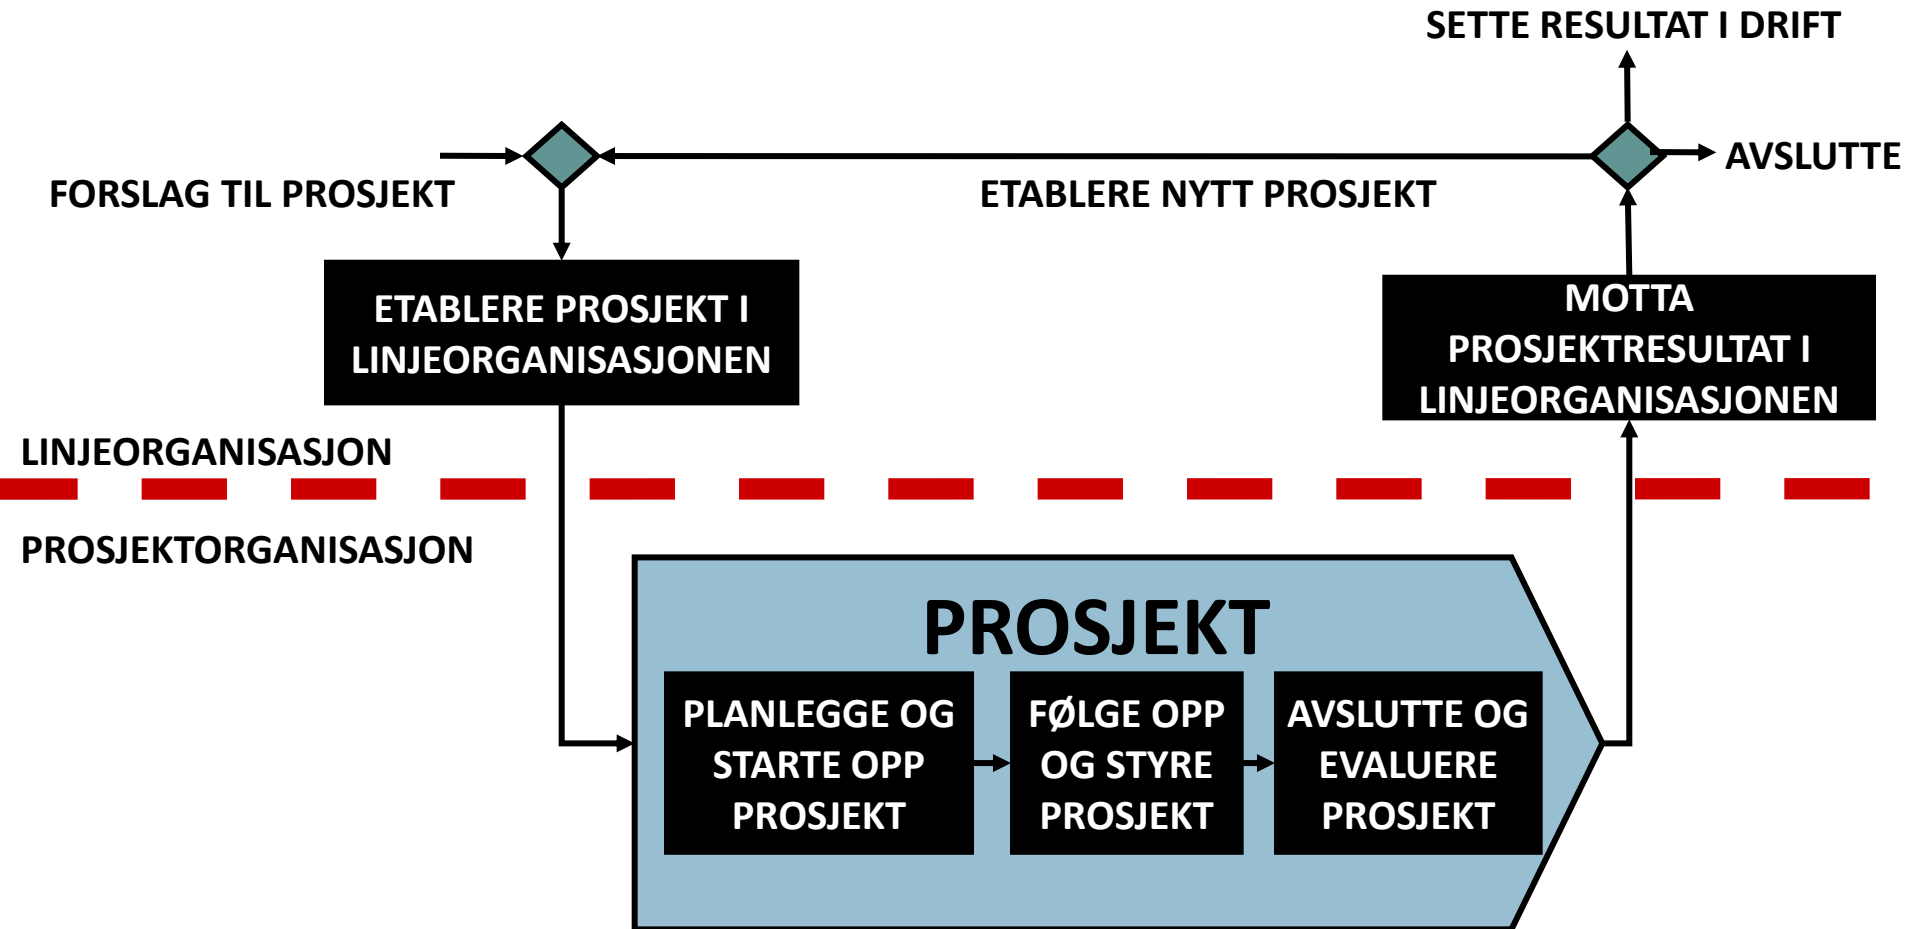 SETTE RESULTAT I DRIFT
AVSLUTTE
FORSLAG TIL PROSJEKT
ETABLERE NYTT PROSJEKT
ETABLERE PROSJEKT I
LINJEORGANISASJONEN
MOTTA
PROSJEKTRESULTAT I
LINJEORGANISASJONEN
LINJEORGANISASJON
PROSJEKTORGANISASJON
PROSJEKT
PLANLEGGE OG
STARTE OPP
PROSJEKT
FØLGE OPP
OG STYRE
PROSJEKT
AVSLUTTE OG
EVALUERE
PROSJEKT